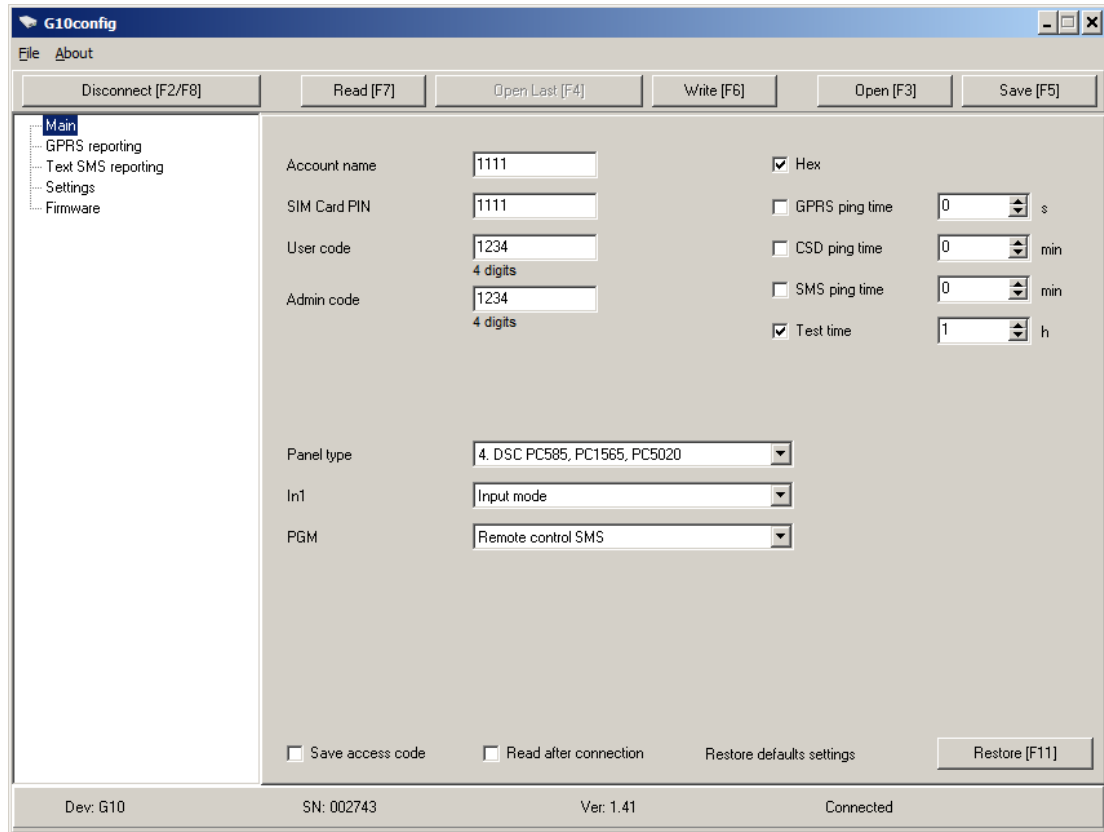 G10config
File About
Disconnect [F2/F8] Read [F7] Open Last [F4] Write [F6] Open [F3] Save [F5]
Main
GPRS reporting
Text SMS reporting
Settings
Firmware
Account name 1111 Hex
SIM Card PIN 1111 GPRS ping time 0 s
User code 1234 CSD ping time 0 min
4 digits
Admin code 1234 SMS ping time 0 min
4 digits
Test time 1 h
Panel type 4. DSC PC585, PC1565, PC5020
In1 Input mode
PGM Remote control SMS
Save access code Read after connection Restore defaults settings Restore [F11]
Dev: G10 SN: 002743 Ver: 1.41 Connected